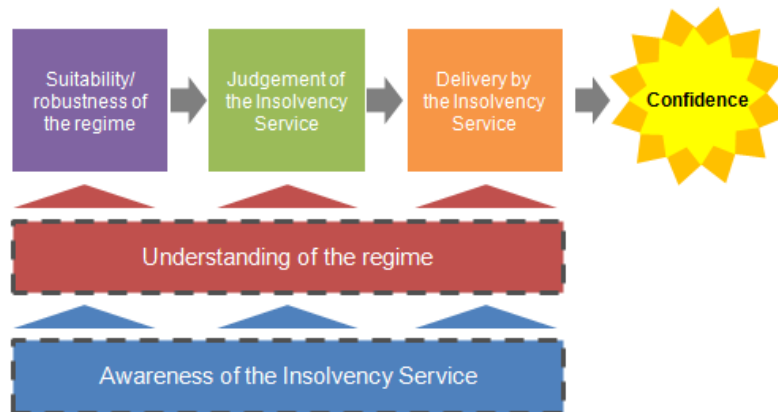 Suitability/
robustness of
the regime
Judgement of
the Insolvency
Service
Delivery by
the Insolvency
Service
Confidence
Understanding of the regime
Awareness of the Insolvency Service